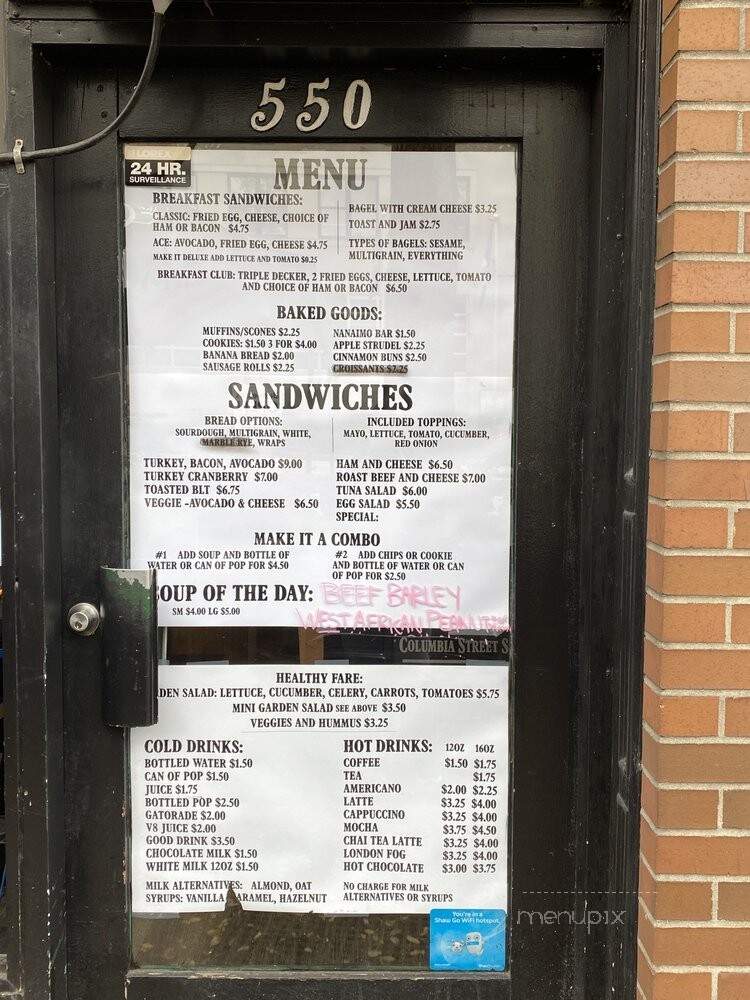 550
24 HR.
SURVEILLANCE
MENU
BREAKFAST SANDWICHES:
CLASSIC: FRIED EGG, CHEESE, CHOICE OF
HAM OR BACON $4.75
ACE: AVOCADO, FRIED EGG, CHEESE $4.75
MAKE IT DELUXE ADD LETTUCE AND TOMATO $0.25
BAGEL WITH CREAM CHEESE $3.25
TOAST AND JAM $2.75
TYPES OF BAGELS: SESAME,
MULTIGRAIN, EVERYTHING
BREAKFAST CLUB: TRIPLE DECKER, 2 FRIED EGGS, CHEESE, LETTUCE, TOMATO
AND CHOICE OF HAM OR BACON $6.50
BAKED GOODS:
MUFFINS/SCONES $2.25
COOKIES: $1.50 3 FOR $4.00
BANANA BREAD $2.00
SAUSAGE ROLLS $2.25
NANAIMO BAR $1.50
APPLE STRUDEL $2.25
CINNAMON BUNS $2.50
CROISSANTS $2.25
SANDWICHES
BREAD OPTIONS:
SOURDOUGH, MULTIGRAIN, WHITE,
MARBLE RYE, WRAPS
INCLUDED TOPPINGS:
MAYO, LETTUCE, TOMATO, CUCUMBER,
RED ONION
TURKEY, BACON, AVOCADO $9.00
TURKEY CRANBERRY $7.00
TOASTED BLT $6.75
VEGGIE -AVOCADO & CHEESE $6.50
HAM AND CHEESE $6.50
ROAST BEEF AND CHEESE $7.00
TUNA SALAD $6.00
EGG SALAD $5.50
SPECIAL:
MAKE IT A COMBO
#1 ADD SOUP AND BOTTLE OF
WATER OR CAN OF POP FOR $4.50
#2 ADD CHIPS OR COOKIE
AND BOTTLE OF WATER OR CAN
OF POP FOR $2.50
OUP OF THE DAY: BEEF BARLEY
SM $4.00 LG $5.00
WEST AFRICAN PEANUT
COLUMBIA STREET S
HEALTHY FARE:
DEN SALAD: LETTUCE, CUCUMBER, CELERY, CARROTS, TOMATOES $5.75
MINI GARDEN SALAD SEE ABOVE $3.50
VEGGIES AND HUMMUS $3.25
COLD DRINKS:
BOTTLED WATER $1.50
CAN OF POP $1.50
JUICE $1.75
BOTTLED POP $2.50
GATORADE $2.00
V8 JUICE $2.00
GOOD DRINK $3.50
CHOCOLATE MILK $1.50
WHITE MILK 12OZ $1.50
MILK ALTERNATIVES: ALMOND, OAT
SYRUPS: VANILLA CARAMEL, HAZELNUT
HOT DRINKS: 12OZ 16OZ
COFFEE $1.50 $1.75
TEA $1.75
AMERICANO $2.00 $2.25
LATTE $3.25 $4.00
CAPPUCCINO $3.25 $4.00
MOCHA $3.75 $4.50
CHAI TEA LATTE $3.25 $4.00
LONDON FOG $3.25 $4.00
HOT CHOCOLATE $3.00 $3.75
NO CHARGE FOR MILK
ALTERNATIVES OR SYRUPS
You're in a
Shaw Go WiFi hotspot.
menupix